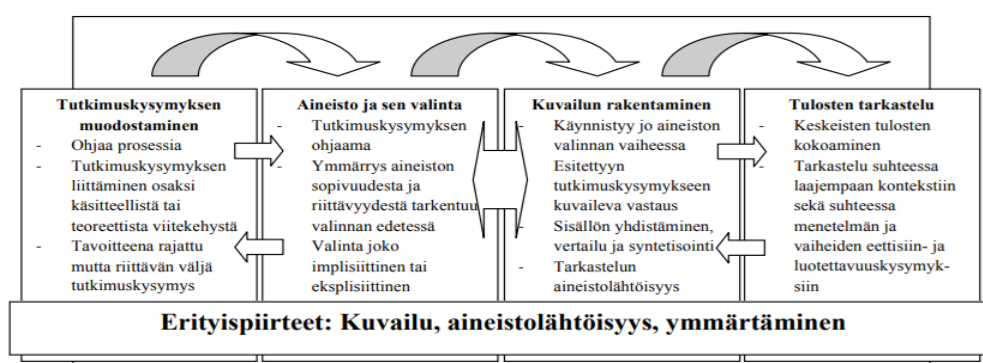 Tutkimuskysymyksen
muodostaminen
- Ohjaa prosessia
- Tutkimuskysymyksen
liittäminen osaksi
käsitteellistä tai
teoreettista viitekehystä
- Tavoitteena rajattu
mutta riittävän väljä
tutkimuskysymys
Aineisto ja sen valinta
- Tutkimuskysymyksen
ohjaama
- Ymmärrys aineiston
sopivuudesta ja
riittävyydestä tarkentuu
valinnan edetessä
- Valinta joko
implisiittinen tai
eksplisiittinen
Kuvailun rakentaminen
- Käynnistyy jo aineiston
valinnan vaiheessa
- Esitettyyn
tutkimuskysymykseen
kuvaileva vastaus
- Sisällön yhdistäminen,
vertailu ja syntetisointi
- Tarkastelun
aineistolähtöisyys
Tulosten tarkastelu
- Keskeisten tulosten
kokoaminen
- Tarkastelu suhteessa
laajempaan kontekstiin
sekä suhteessa
menetelmän ja
vaiheiden eettisiin- ja
luotettavuuskysymyk-
siin
Erityispiirteet: Kuvailu, aineistolähtöisyys, ymmärtäminen